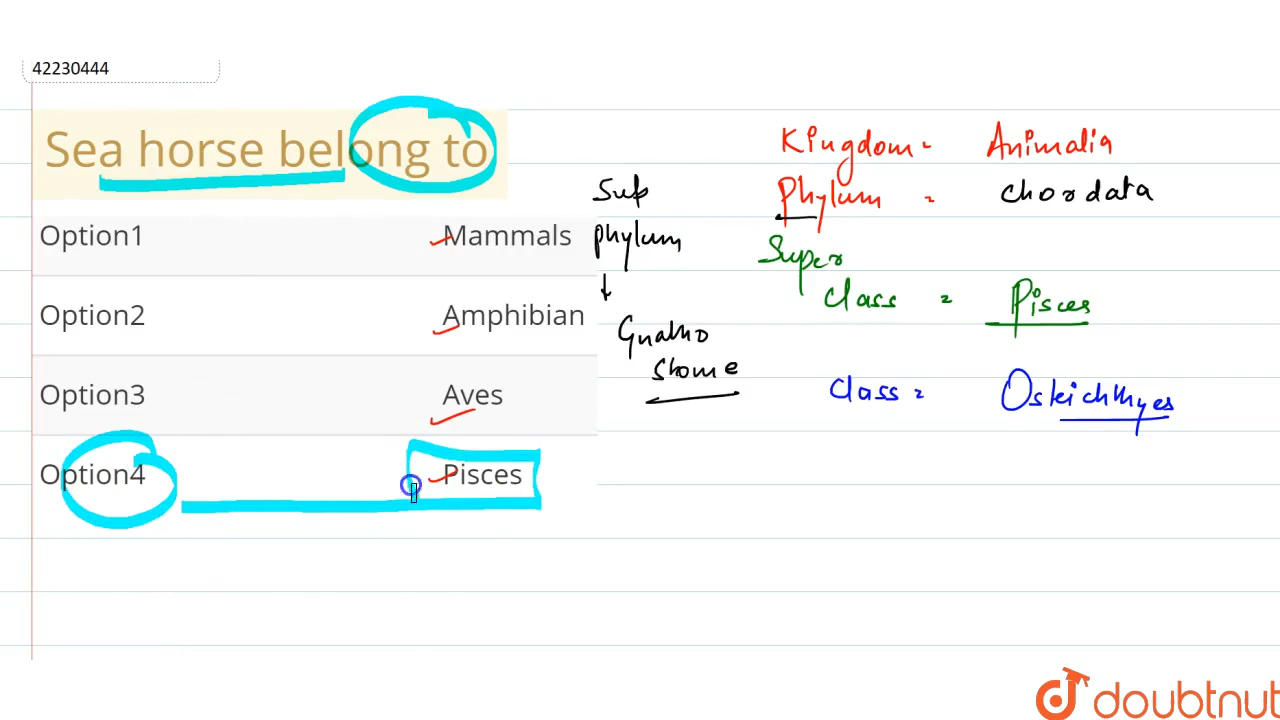 42230444
Sea horse belong to
Option1 Mammals
Option2 Amphibian
Option3 Aves
Option4 Pisces
Kingdom = Animalia
Phylum = Chordata
Sub
phylum
↓
Gnatho
stome
Super
class = Pisces
Class = Osteichthyes
doubtnut